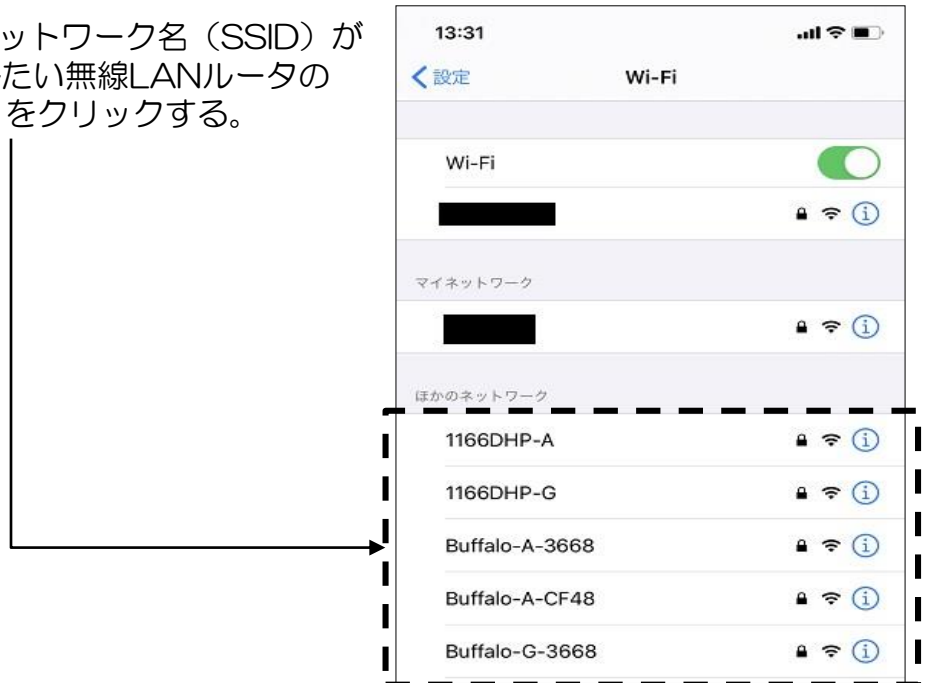 ットワーク名（SSID）が
たい無線LANルータの
をクリックする。
13:31
設定
Wi-Fi
Wi-Fi
マイネットワーク
ほかのネットワーク
1166DHP-A
1166DHP-G
Buffalo-A-3668
Buffalo-A-CF48
Buffalo-G-3668